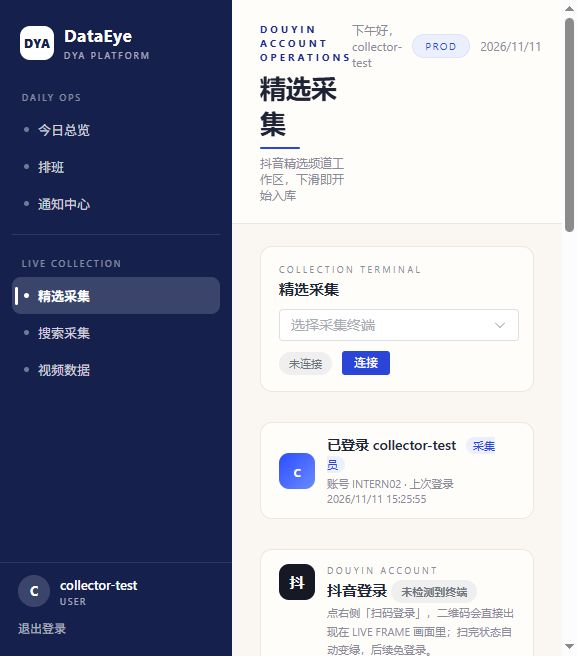 DYA
DataEye
DYA PLATFORM
DAILY OPS
今日总览
排班
通知中心
LIVE COLLECTION
精选采集
搜索采集
视频数据
C
collector-test
USER
退出登录
DOUYIN
ACCOUNT
OPERATIONS
精选采
集
抖音精选频道工
作区，下滑即开
始入库
下午好,
collector-
test
PROD
2026/11/11
COLLECTION TERMINAL
精选采集
选择采集终端
未连接
连接
c
已登录 collector-test
采集
员
账号 INTERN02 · 上次登录
2026/11/11 15:25:55
抖
DOUYIN ACCOUNT
抖音登录
未检测到终端
点右侧「扫码登录」，二维码会直接出
现在 LIVE FRAME 画面里；扫完状态自
动变绿，后续免登录。